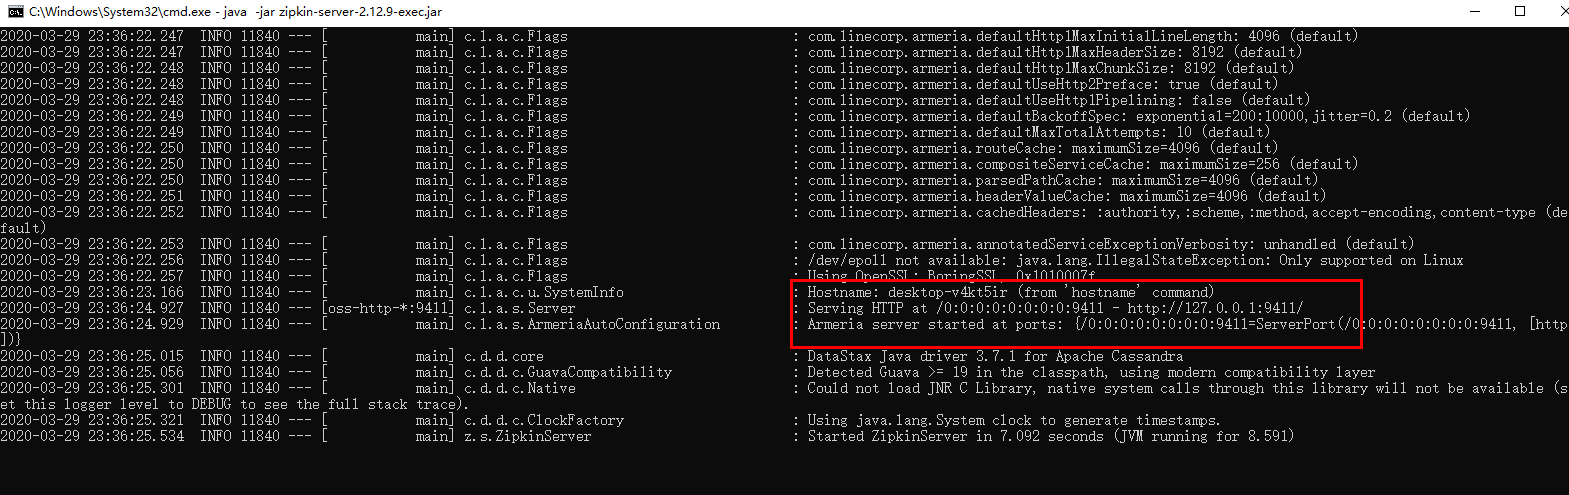 C:\Windows\System32\cmd.exe - java -jar zipkin-server-2.12.9-exec.jar
2020-03-29 23:36:22.247 INFO 11840 --- [ main] c.l.a.c.Flags : com.linecorp.armeria.defaultHttp1MaxInitialLineLength: 4096 (default)
2020-03-29 23:36:22.247 INFO 11840 --- [ main] c.l.a.c.Flags : com.linecorp.armeria.defaultHttp1MaxHeaderSize: 8192 (default)
2020-03-29 23:36:22.248 INFO 11840 --- [ main] c.l.a.c.Flags : com.linecorp.armeria.defaultHttp1MaxChunkSize: 8192 (default)
2020-03-29 23:36:22.248 INFO 11840 --- [ main] c.l.a.c.Flags : com.linecorp.armeria.defaultUseHttp2Preface: true (default)
2020-03-29 23:36:22.248 INFO 11840 --- [ main] c.l.a.c.Flags : com.linecorp.armeria.defaultUseHttp1Pipelining: false (default)
2020-03-29 23:36:22.249 INFO 11840 --- [ main] c.l.a.c.Flags : com.linecorp.armeria.defaultBackoffSpec: exponential=200:10000,jitter=0.2 (default)
2020-03-29 23:36:22.249 INFO 11840 --- [ main] c.l.a.c.Flags : com.linecorp.armeria.defaultMaxTotalAttempts: 10 (default)
2020-03-29 23:36:22.250 INFO 11840 --- [ main] c.l.a.c.Flags : com.linecorp.armeria.routeCache: maximumSize=4096 (default)
2020-03-29 23:36:22.250 INFO 11840 --- [ main] c.l.a.c.Flags : com.linecorp.armeria.compositeServiceCache: maximumSize=256 (default)
2020-03-29 23:36:22.250 INFO 11840 --- [ main] c.l.a.c.Flags : com.linecorp.armeria.parsedPathCache: maximumSize=4096 (default)
2020-03-29 23:36:22.251 INFO 11840 --- [ main] c.l.a.c.Flags : com.linecorp.armeria.headerValueCache: maximumSize=4096 (default)
2020-03-29 23:36:22.252 INFO 11840 --- [ main] c.l.a.c.Flags : com.linecorp.armeria.cachedHeaders: :authority,:scheme,:method,accept-encoding,content-type (de
fault)
2020-03-29 23:36:22.253 INFO 11840 --- [ main] c.l.a.c.Flags : com.linecorp.armeria.annotatedServiceExceptionVerbosity: unhandled (default)
2020-03-29 23:36:22.256 INFO 11840 --- [ main] c.l.a.c.Flags : /dev/epoll not available: java.lang.IllegalStateException: Only supported on Linux
2020-03-29 23:36:22.257 INFO 11840 --- [ main] c.l.a.c.Flags : Using OpenSSL: BoringSSL, 0x1010007f
2020-03-29 23:36:23.166 INFO 11840 --- [ main] c.l.a.c.u.SystemInfo : Hostname: desktop-v4kt5ir (from 'hostname' command)
2020-03-29 23:36:24.927 INFO 11840 --- [oss-http-*:9411] c.l.a.s.Server : Serving HTTP at /0:0:0:0:0:0:0:0:9411 - http://127.0.0.1:9411/
2020-03-29 23:36:24.929 INFO 11840 --- [ main] c.l.a.s.ArmeriaAutoConfiguration : Armeria server started at ports: {/0:0:0:0:0:0:0:0:9411=ServerPort(/0:0:0:0:0:0:0:0:9411, [http
])}
2020-03-29 23:36:25.015 INFO 11840 --- [ main] c.d.d.core : DataStax Java driver 3.7.1 for Apache Cassandra
2020-03-29 23:36:25.056 INFO 11840 --- [ main] c.d.d.c.GuavaCompatibility : Detected Guava >= 19 in the classpath, using modern compatibility layer
2020-03-29 23:36:25.301 INFO 11840 --- [ main] c.d.d.c.Native : Could not load JNR C Library, native system calls through this library will not be available (s
et this logger level to DEBUG to see the full stack trace).
2020-03-29 23:36:25.321 INFO 11840 --- [ main] c.d.d.c.ClockFactory : Using java.lang.System clock to generate timestamps.
2020-03-29 23:36:25.534 INFO 11840 --- [ main] z.s.ZipkinServer : Started ZipkinServer in 7.092 seconds (JVM running for 8.591)